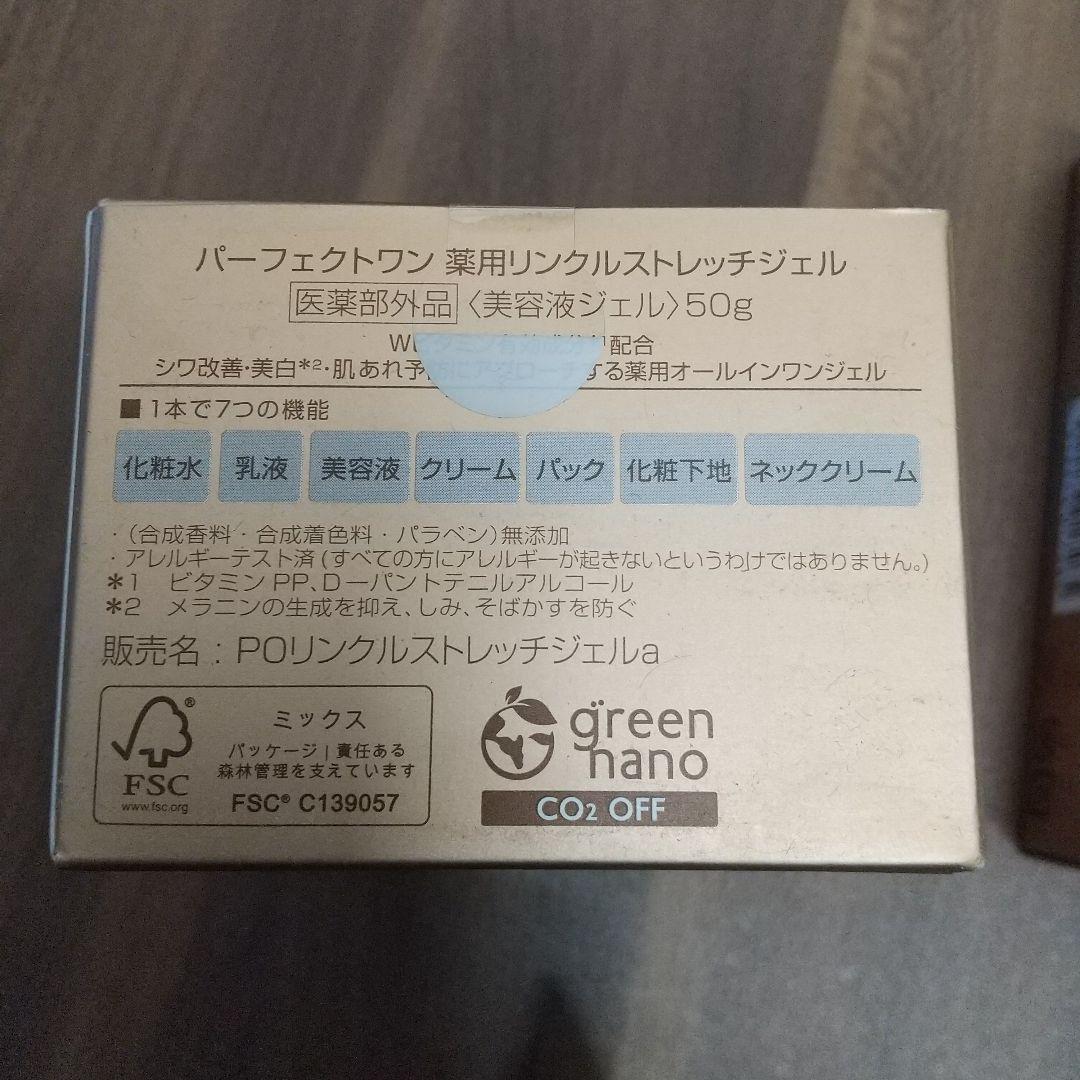 パーフェクトワン 薬用リンクルストレッチジェル
医薬部外品〈美容液ジェル〉50g
配合
シワ改善・美白*2・肌あれ予 する薬用オールインワンジェル
■1本で7つの機能
化粧水 乳液 美容液 クリーム パック 化粧下地 ネッククリーム
・(合成香料・合成着色料・パラベン)無添加
・アレルギーテスト済(すべての方にアレルギーが起きないというわけではありません。)
*1 ビタミンPP、D-パントテニルアルコール
*2 メラニンの生成を抑え、しみ、そばかすを防ぐ
販売名:POリンクルストレッチジェルa
FSC®
www.fsc.org
ミックス
パッケージ|責任ある
森林管理を支えています
FSC® C139057
green
nano
CO2 OFF